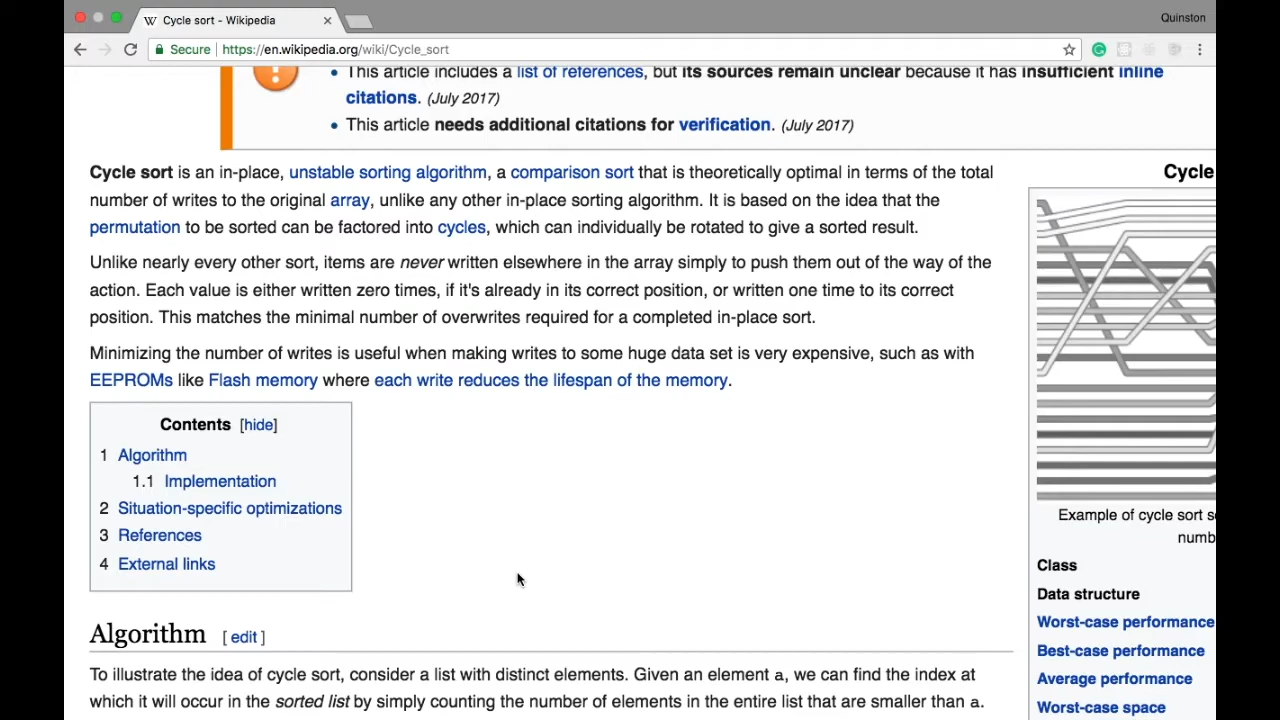 Cycle sort - Wikipedia
Quinston
Secure https://en.wikipedia.org/wiki/Cycle_sort
• This article includes a list of references, but its sources remain unclear because it has insufficient inline
citations. (July 2017)
• This article needs additional citations for verification. (July 2017)
Cycle sort is an in-place, unstable sorting algorithm, a comparison sort that is theoretically optimal in terms of the total
number of writes to the original array, unlike any other in-place sorting algorithm. It is based on the idea that the
permutation to be sorted can be factored into cycles, which can individually be rotated to give a sorted result.
Unlike nearly every other sort, items are never written elsewhere in the array simply to push them out of the way of the
action. Each value is either written zero times, if it's already in its correct position, or written one time to its correct
position. This matches the minimal number of overwrites required for a completed in-place sort.
Minimizing the number of writes is useful when making writes to some huge data set is very expensive, such as with
EEPROMs like Flash memory where each write reduces the lifespan of the memory.
Contents [hide]
1 Algorithm
1.1 Implementation
2 Situation-specific optimizations
3 References
4 External links
Algorithm [ edit ]
To illustrate the idea of cycle sort, consider a list with distinct elements. Given an element a, we can find the index at
which it will occur in the sorted list by simply counting the number of elements in the entire list that are smaller than a.
Cycle
Example of cycle sort
numb
Class
Data structure
Worst-case performance
Best-case performance
Average performance
Worst-case space